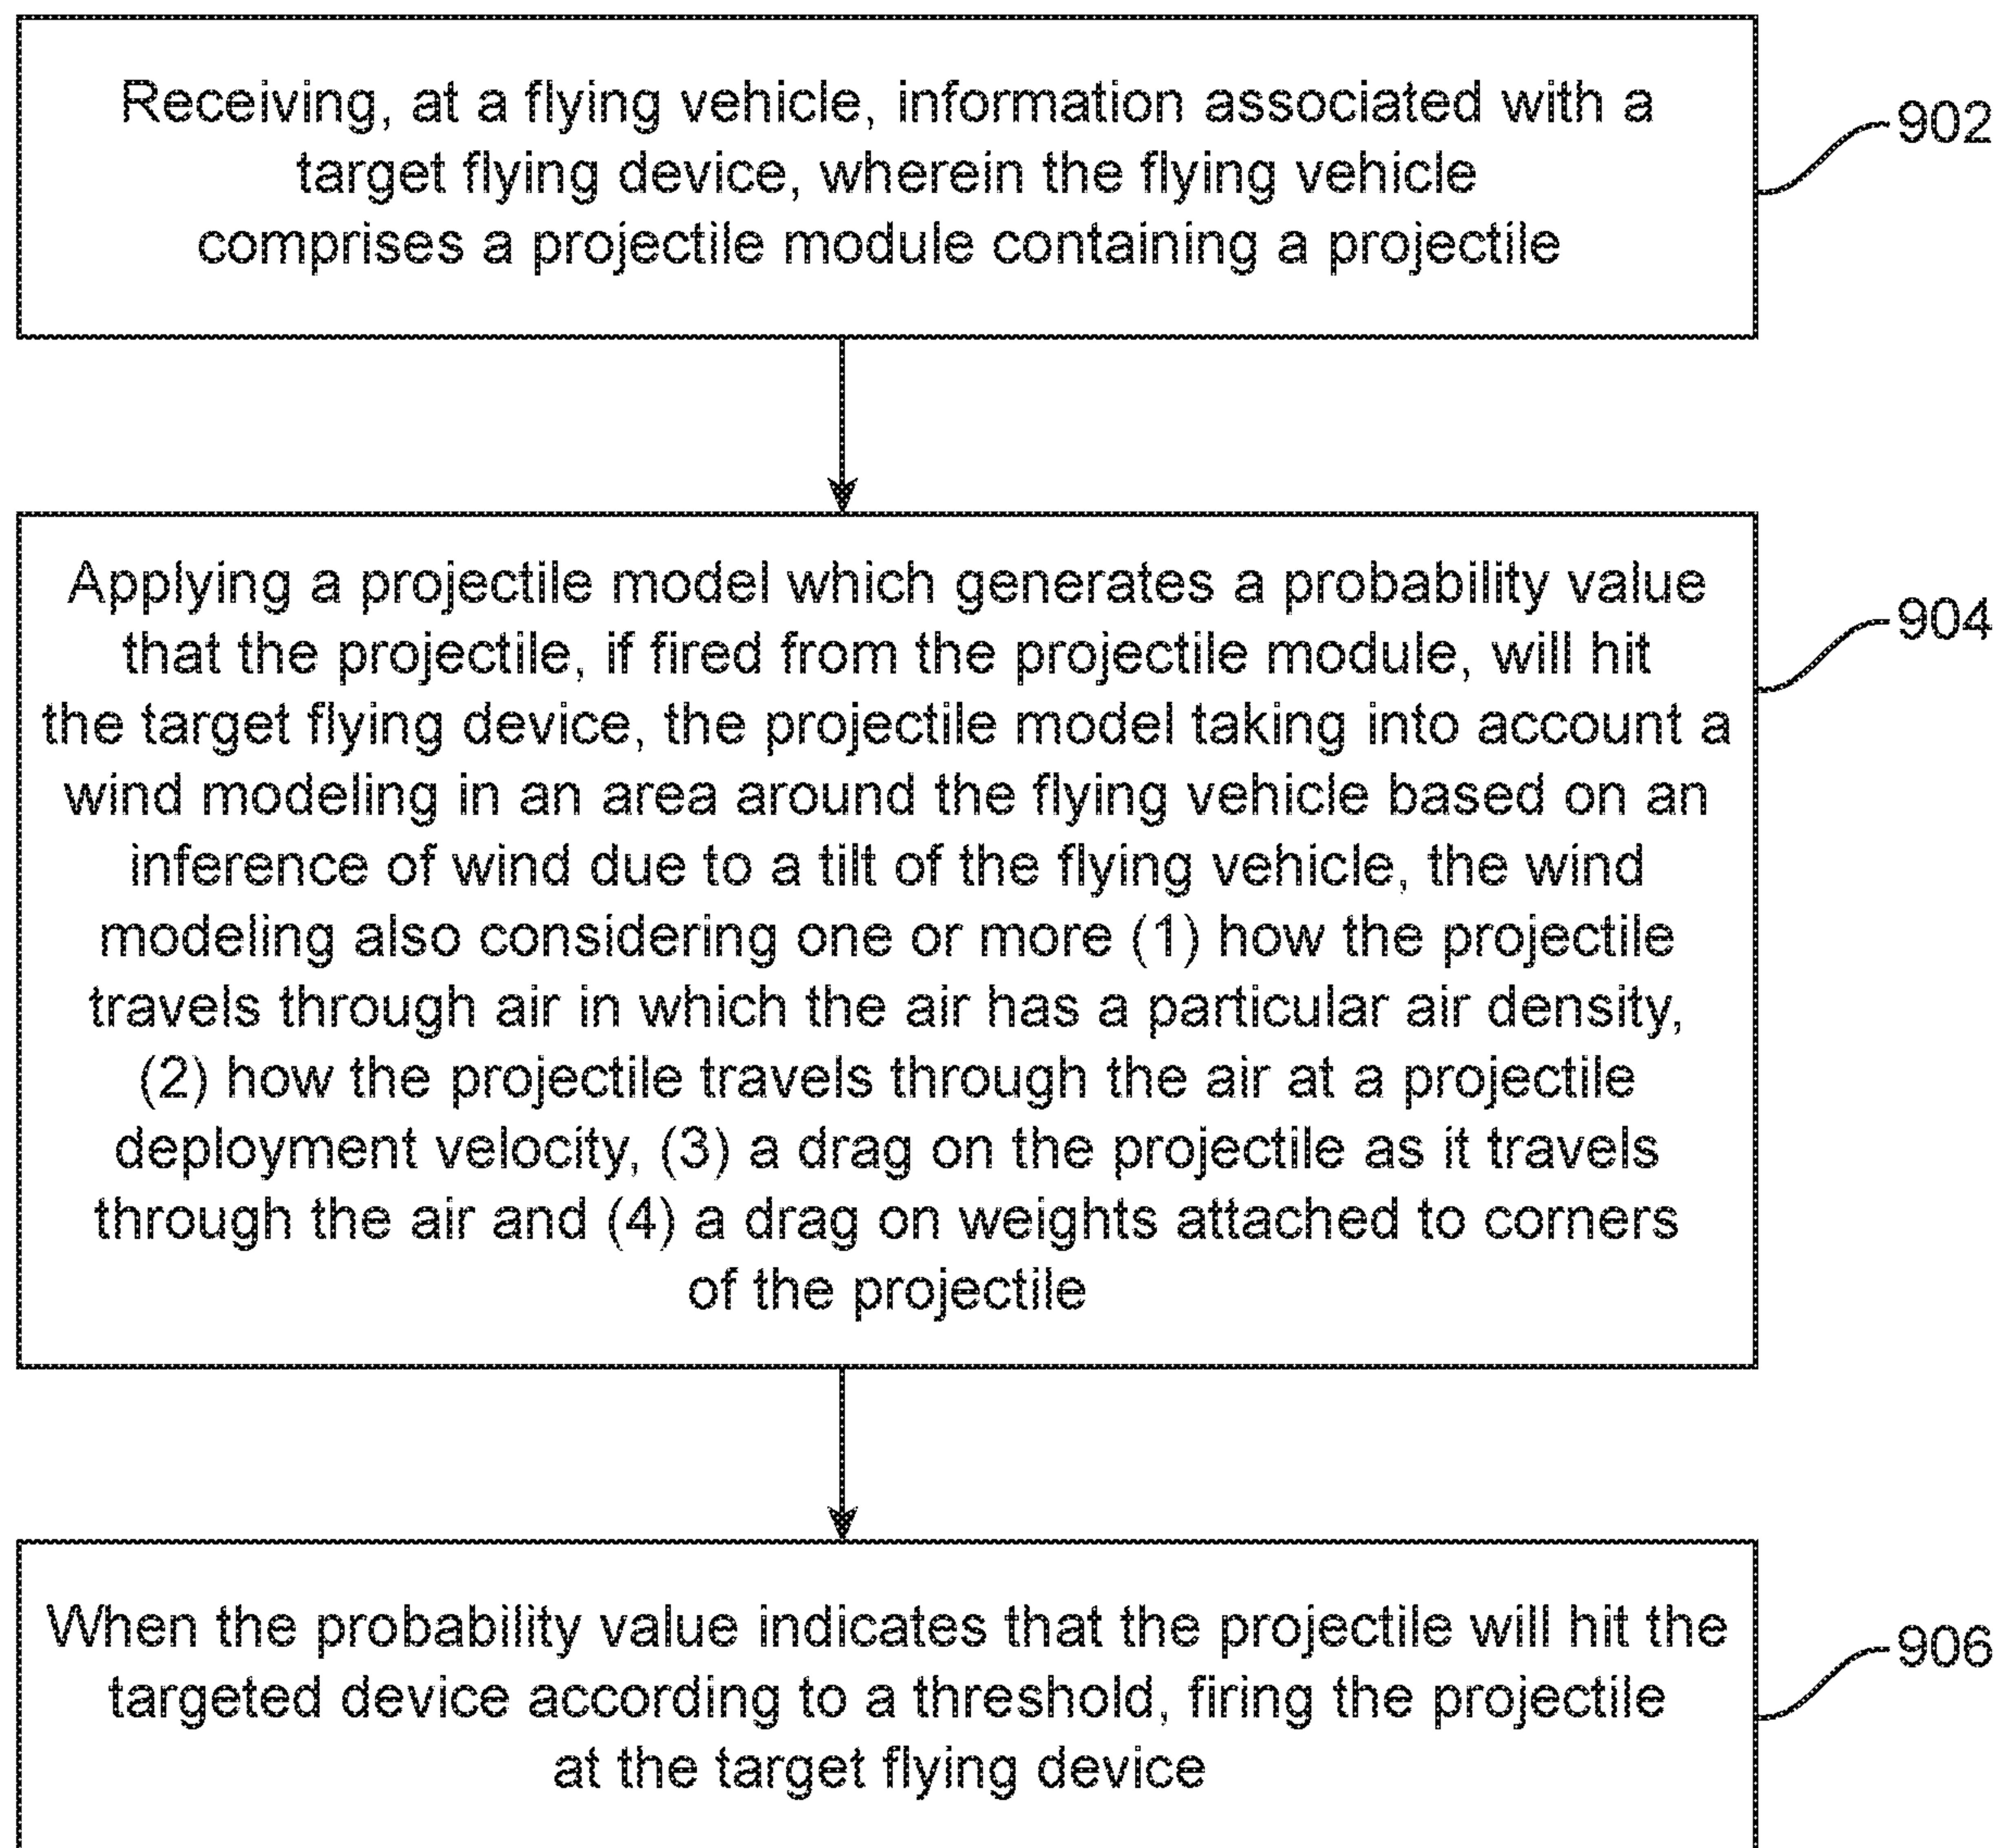 Receiving, at a flying vehicle, information associated with a
target flying device, wherein the flying vehicle
comprises a projectile module containing a projectile
902
Applying a projectile model which generates a probability value
that the projectile, if fired from the projectile module, will hit
the target flying device, the projectile model taking into account a
wind modeling in an area around the flying vehicle based on an
inference of wind due to a tilt of the flying vehicle, the wind
modeling also considering one or more (1) how the projectile
travels through air in which the air has a particular air density,
(2) how the projectile travels through the air at a projectile
deployment velocity, (3) a drag on the projectile as it travels
through the air and (4) a drag on weights attached to corners
of the projectile
904
When the probability value indicates that the projectile will hit the
targeted device according to a threshold, firing the projectile
at the target flying device
906